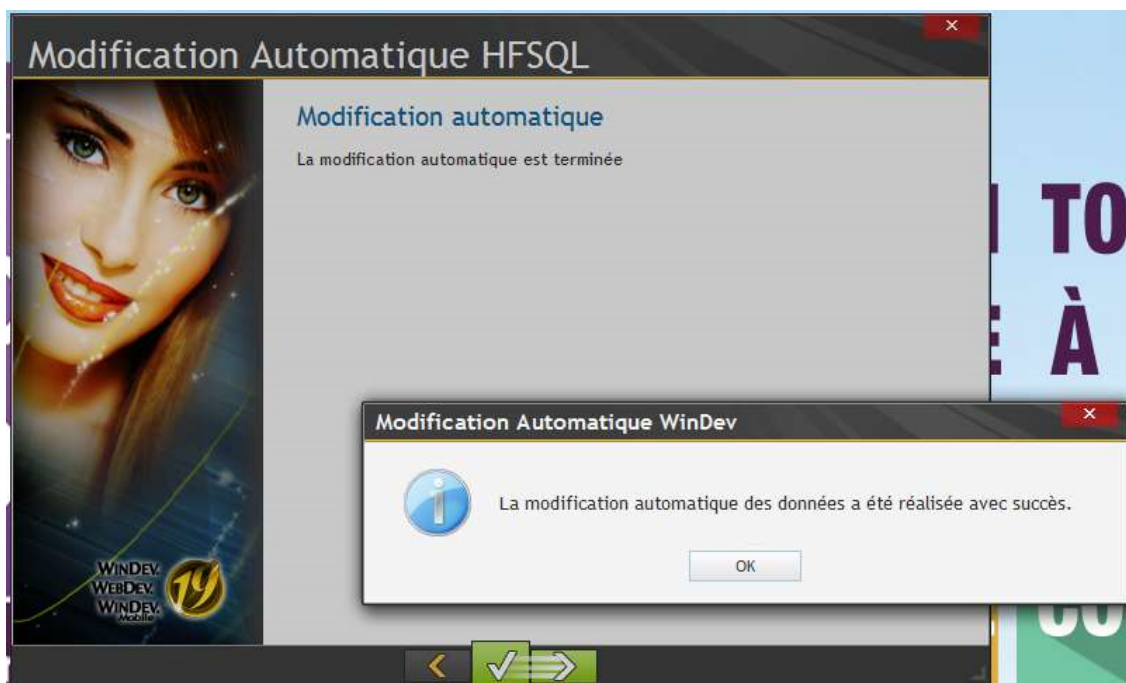 Modification Automatique HFSQL
Modification automatique
La modification automatique est terminée
TO
À
Modification Automatique WinDev
La modification automatique des données a été réalisée avec succès.
OK
WINDEV.
WEBDEV.
WINDEV.
Mobile
19
CO